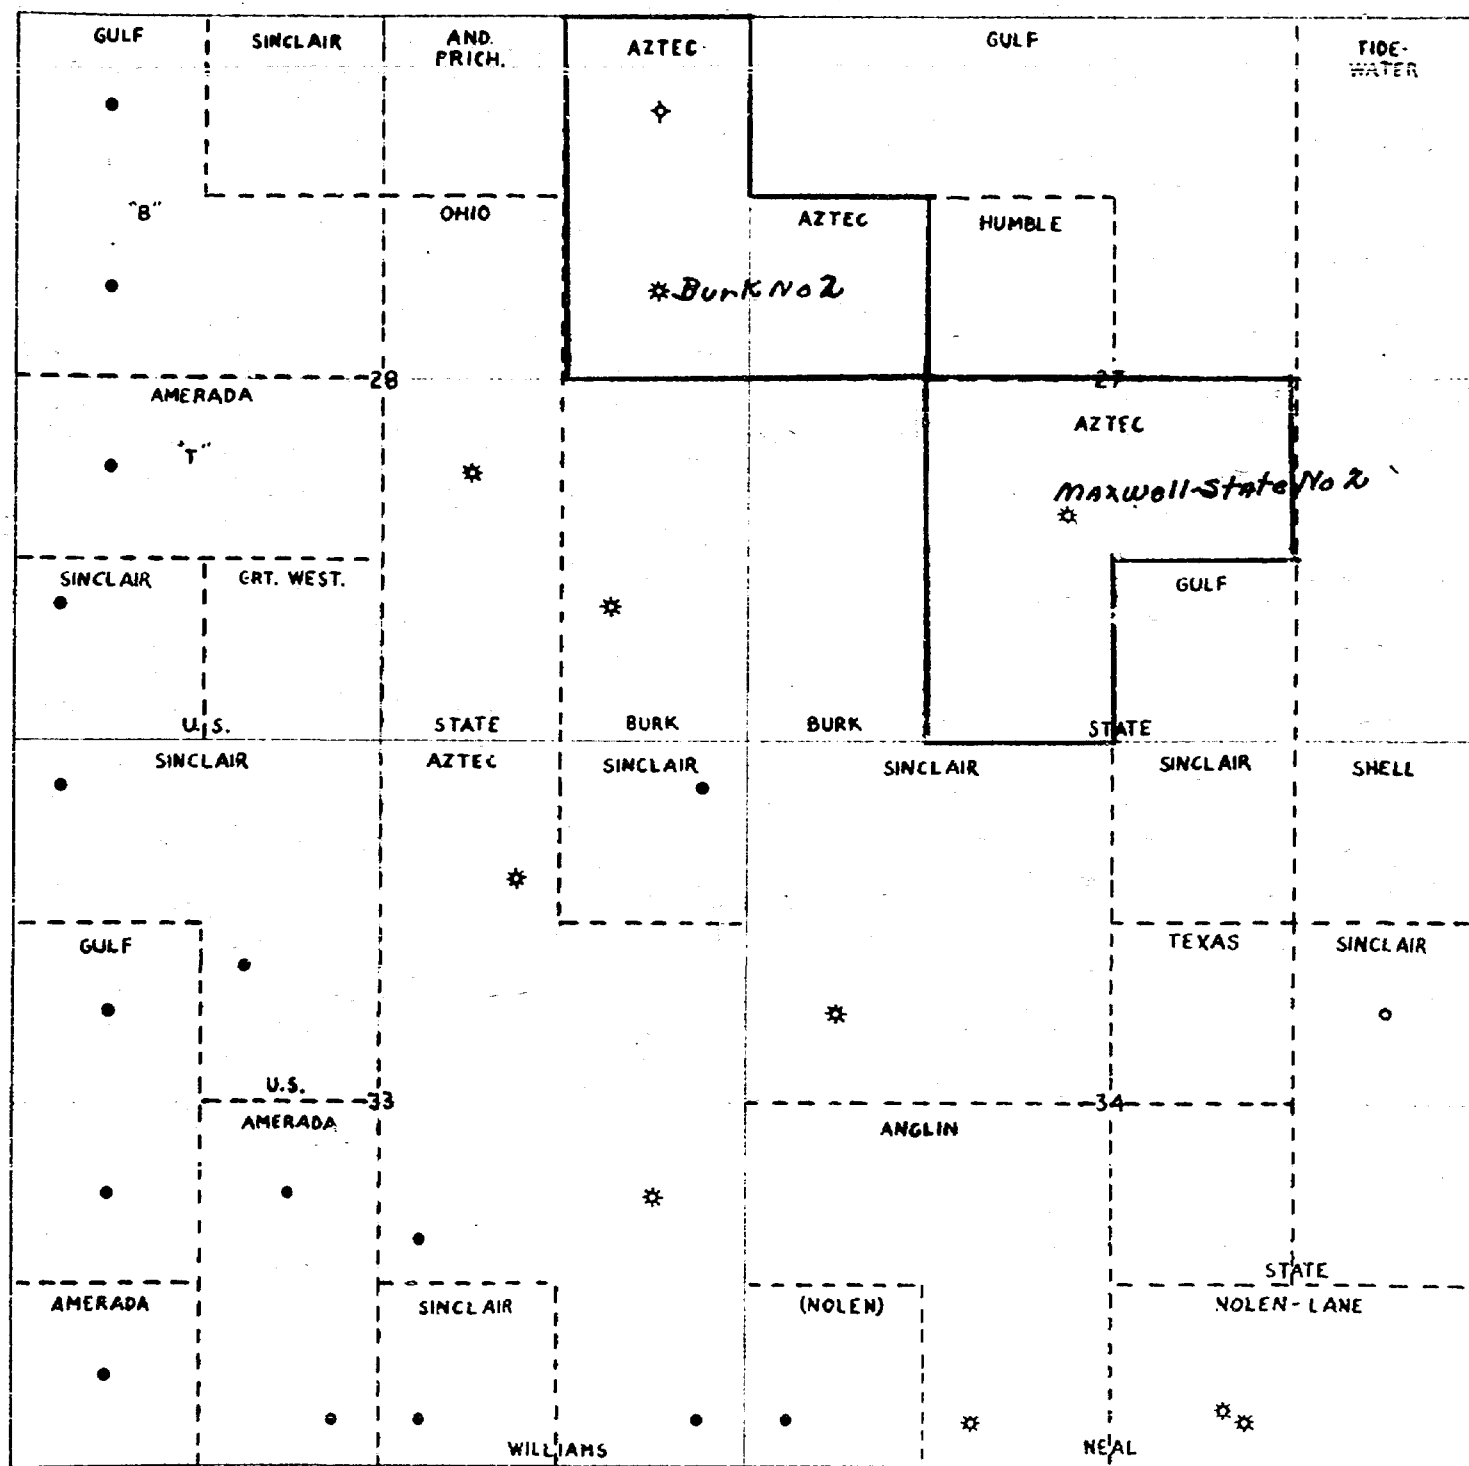 GULF
SINCLAIR
AND.
PRICH.
AZTEC
GULF
TIDE-
WATER
"B"
OHIO
AZTEC
HUMBLE
Burk No 2
28
27
AMERADA
AZTEC
"T"
Maxwell-State No 2
SINCLAIR
GRT. WEST.
GULF
U.S.
STATE
BURK
BURK
STATE
SINCLAIR
AZTEC
SINCLAIR
SINCLAIR
SINCLAIR
SHELL
GULF
TEXAS
SINCLAIR
U.S.
33
34
AMERADA
ANGLIN
STATE
AMERADA
SINCLAIR
(NOLEN)
NOLEN-LANE
WILLIAMS
NEAL